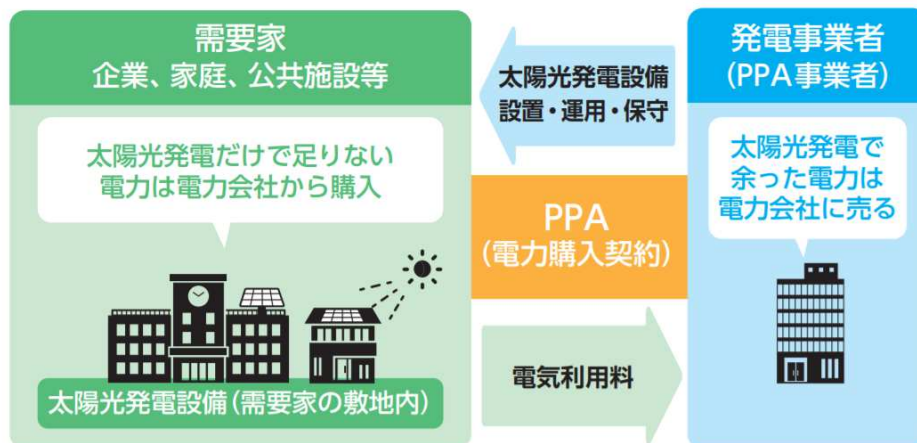 需要家
企業、家庭、公共施設等
太陽光発電だけで足りない
電力は電力会社から購入
太陽光発電設備(需要家の敷地内)
太陽光発電設備
設置・運用・保守
PPA
(電力購入契約)
電気利用料
発電事業者
(PPA事業者)
太陽光発電で
余った電力は
電力会社に売る